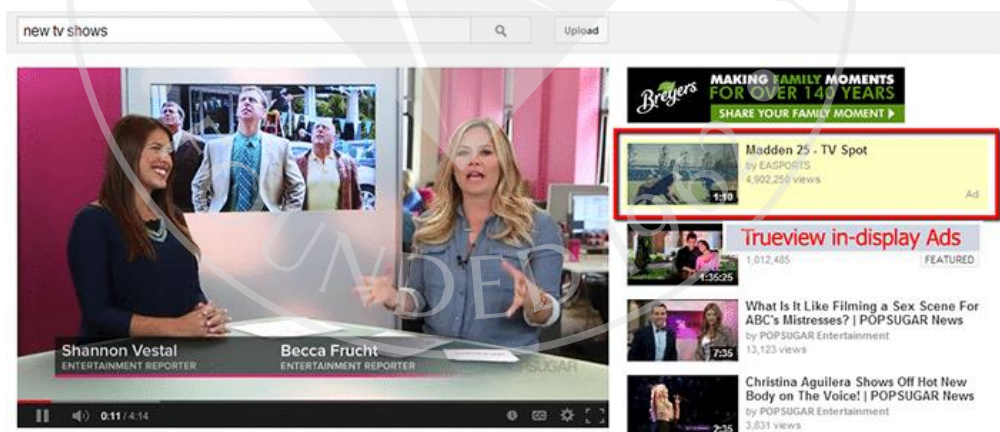 new tv shows
Upload
Breyers
MAKING FAMILY MOMENTS
FOR OVER 140 YEARS
SHARE YOUR FAMILY MOMENT
Madden 25 - TV Spot
by EASPORTS
4,902,250 views
1:10
Ad
Trueview in-display Ads
1,012,485
FEATURED
1:35:25
What Is It Like Filming a Sex Scene For
ABC's Mistresses? | POPSUGAR News
by POPSUGAR Entertainment
13,123 views
7:35
Christina Aguilera Shows Off Hot New
Body on The Voice! | POPSUGAR News
by POPSUGAR Entertainment
3,831 views
2:35
Shannon Vestal
ENTERTAINMENT REPORTER
Becca Frucht
ENTERTAINMENT REPORTER
POPSUGAR
0:11 / 4:14
CC